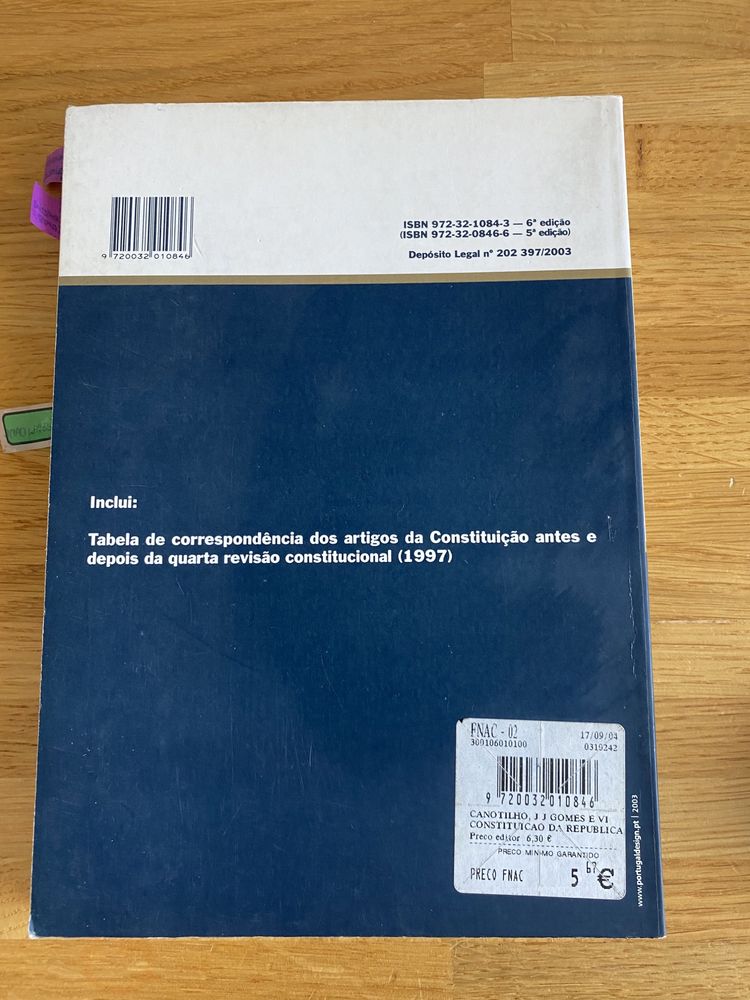 ISBN 972-32-1084-3 — 6ª edição
(ISBN 972-32-0846-6 — 5ª edição)
Depósito Legal nº 202 397/2003
9 720032 010846
Inclui:
Tabela de correspondência dos artigos da Constituição antes e
depois da quarta revisão constitucional (1997)
FNAC - 02 17/09/04
300106010100 0319242
9 720032 010846
CANOTILHO, J J GOMES E VI
CONSTITUICAO DA REPUBLICA
Preco editor 6,30 €
PRECO MINIMO GARANTIDO
PRECO FNAC 5 67 €
www.portugaldesign.pt | 2003